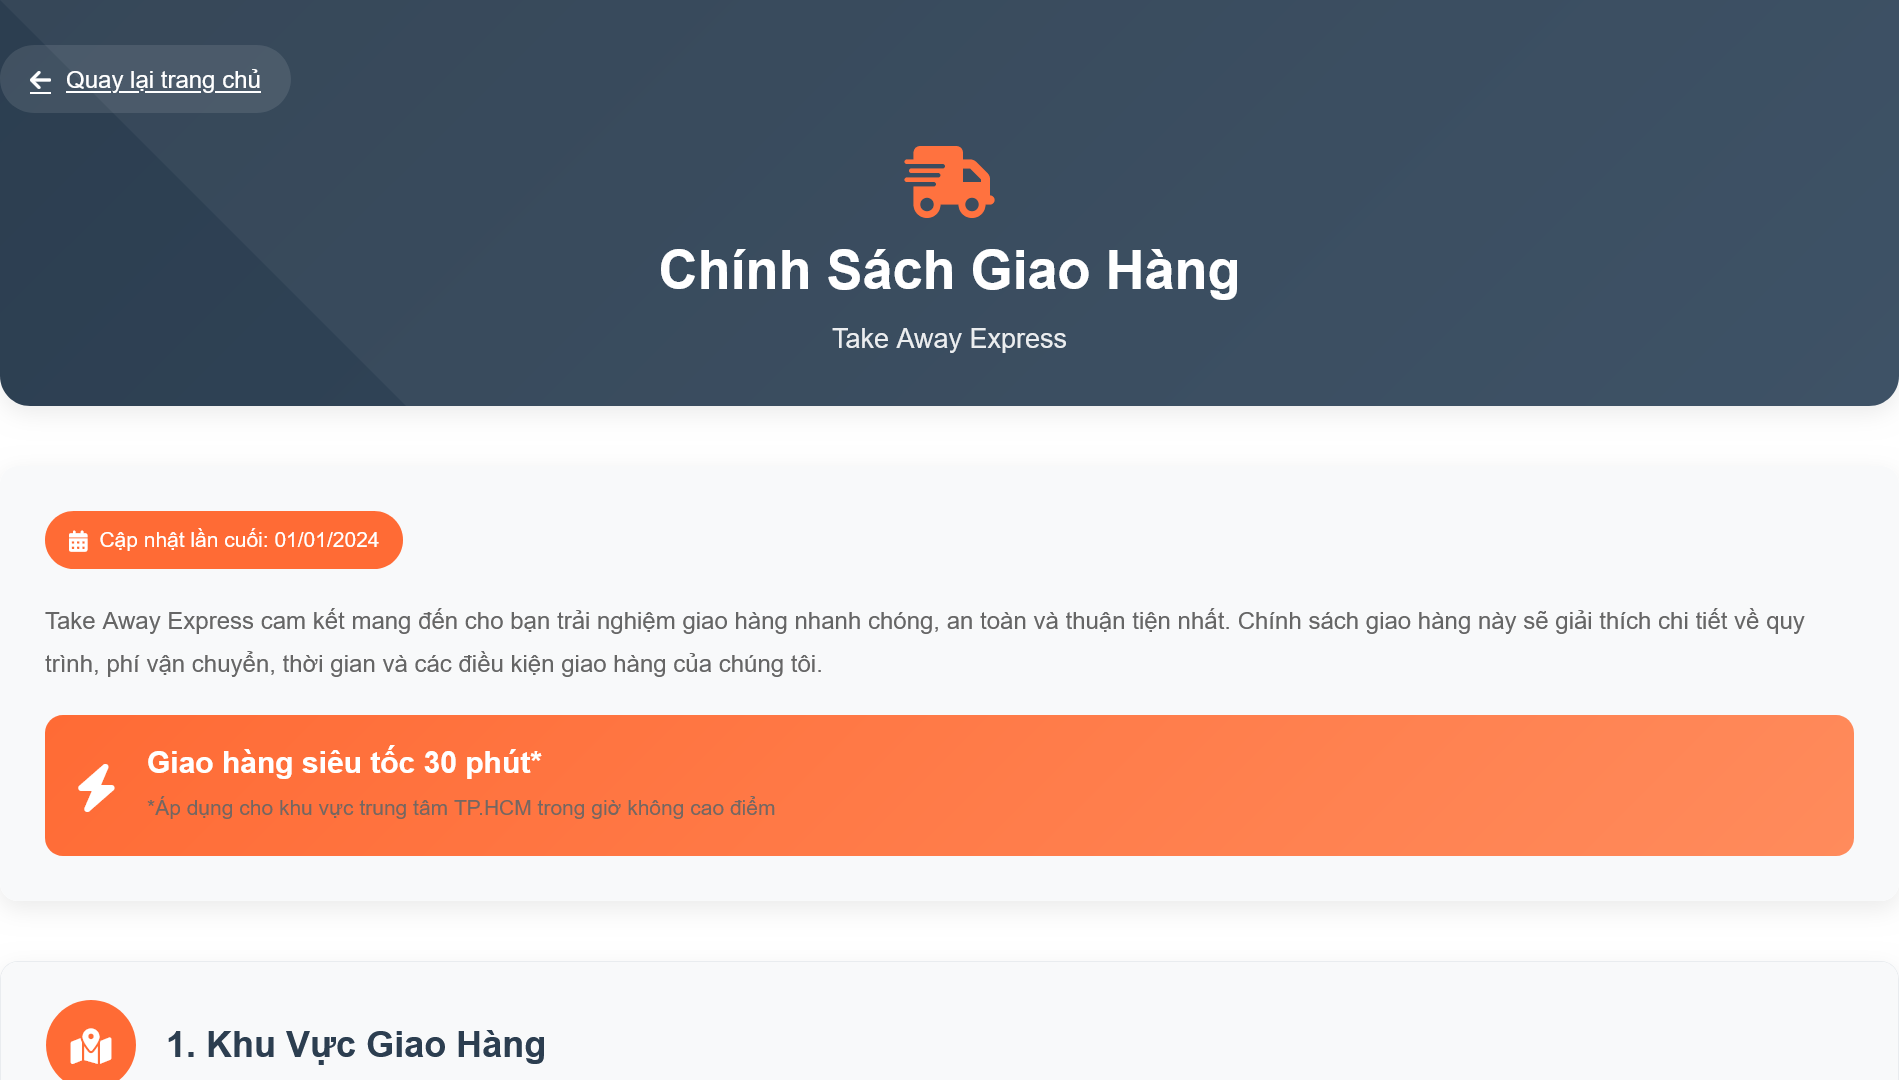 Quay lại trang chủ
Chính Sách Giao Hàng
Take Away Express
Cập nhật lần cuối: 01/01/2024
Take Away Express cam kết mang đến cho bạn trải nghiệm giao hàng nhanh chóng, an toàn và thuận tiện nhất. Chính sách giao hàng này sẽ giải thích chi tiết về quy
trình, phí vận chuyển, thời gian và các điều kiện giao hàng của chúng tôi.
Giao hàng siêu tốc 30 phút*
*Áp dụng cho khu vực trung tâm TP.HCM trong giờ không cao điểm
1. Khu Vực Giao Hàng